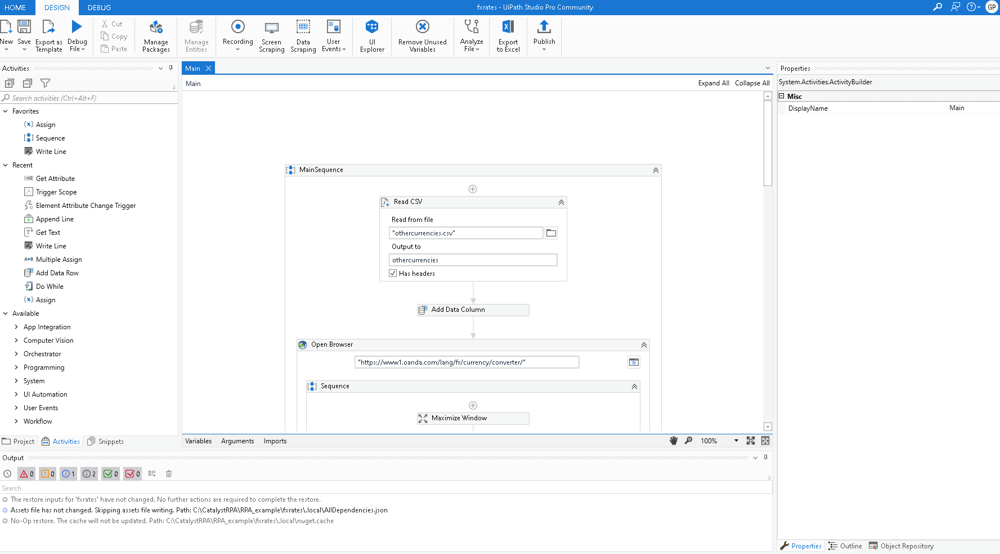 HOME DESIGN DEBUG fxrates - UiPath Studio Pro Community GP
New Save Export as Template Debug File Cut Copy Paste Manage Packages Manage Entities Recording Screen Scraping Data Scraping User Events UI Explorer Remove Unused Variables Analyze File Export to Excel Publish
Activities
Search activities (Ctrl+Alt+F)
Favorites
Assign
Sequence
Write Line
Recent
Get Attribute
Trigger Scope
Element Attribute Change Trigger
Append Line
Get Text
Write Line
Multiple Assign
Add Data Row
Do While
Assign
Available
App Integration
Computer Vision
Orchestrator
Programming
System
UI Automation
User Events
Workflow
Project Activities Snippets
Main
Main Expand All Collapse All
MainSequence
Read CSV
Read from file
"othercurrencies.csv"
Output to
othercurrencies
Has headers
Add Data Column
Open Browser
"https://www1.oanda.com/lang/fr/currency/converter/"
Sequence
Maximize Window
Variables Arguments Imports 100%
Properties
System.Activities.ActivityBuilder
Misc
DisplayName Main
Output
0 0 1 2 0 0
Search
The restore inputs for 'fxrates' have not changed. No further actions are required to complete the restore.
Assets file has not changed. Skipping assets file writing. Path: C:\CatalystRPA\RPA_example\fxrates\.local\AllDependencies.json
No-Op restore. The cache will not be updated. Path: C:\CatalystRPA\RPA_example\fxrates\.local\nuget.cache
Properties Outline Object Repository